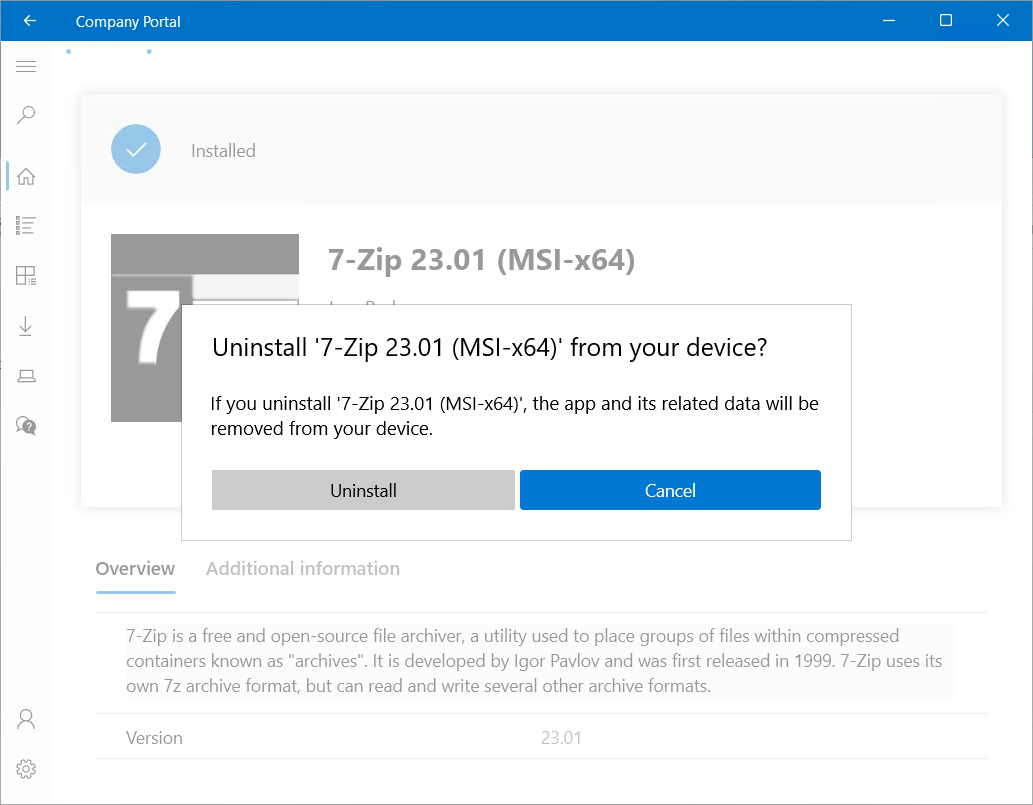 Company Portal
Installed
7
7-Zip 23.01 (MSI-x64)
Uninstall '7-Zip 23.01 (MSI-x64)' from your device?
If you uninstall '7-Zip 23.01 (MSI-x64)', the app and its related data will be
removed from your device.
Uninstall Cancel
Overview Additional information
7-Zip is a free and open-source file archiver, a utility used to place groups of files within compressed
containers known as "archives". It is developed by Igor Pavlov and was first released in 1999. 7-Zip uses its
own 7z archive format, but can read and write several other archive formats.
Version 23.01